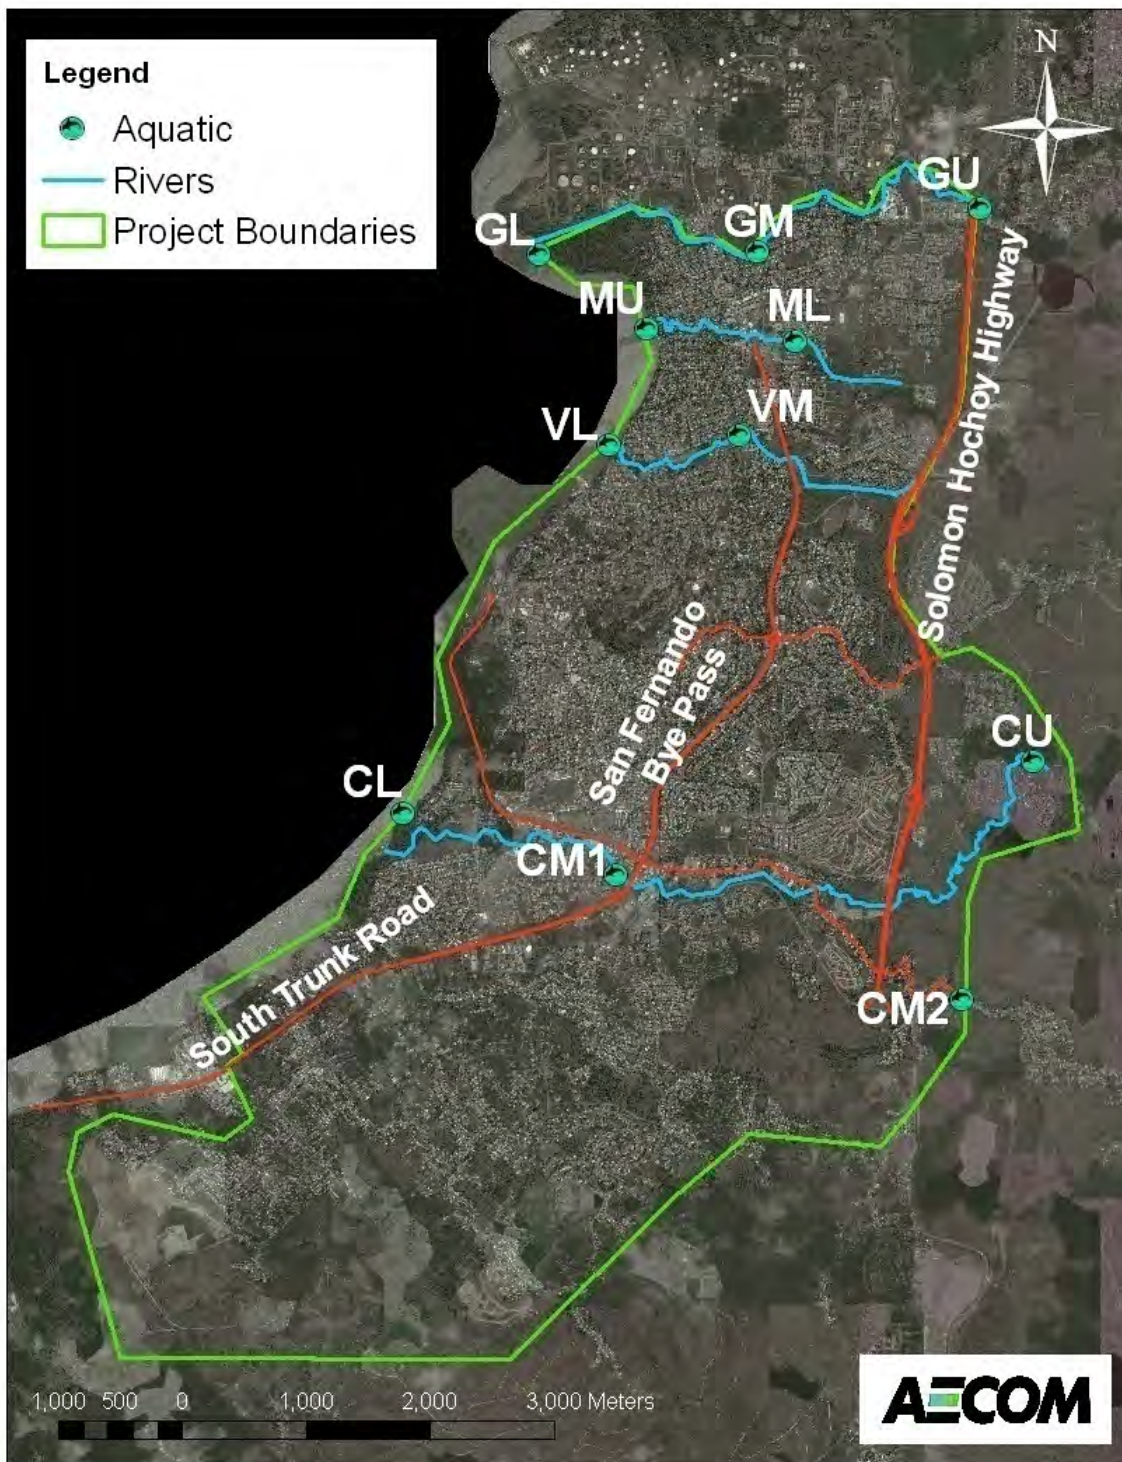 Legend
Aquatic
Rivers
Project Boundaries
N
GU
GM
GL
MU
ML
VM
VL
Solomon Hochoy Highway
San Fernando
Bye Pass
CU
CL
CM1
South Trunk Road
CM2
1,000 500 0 1,000 2,000 3,000 Meters
AECOM